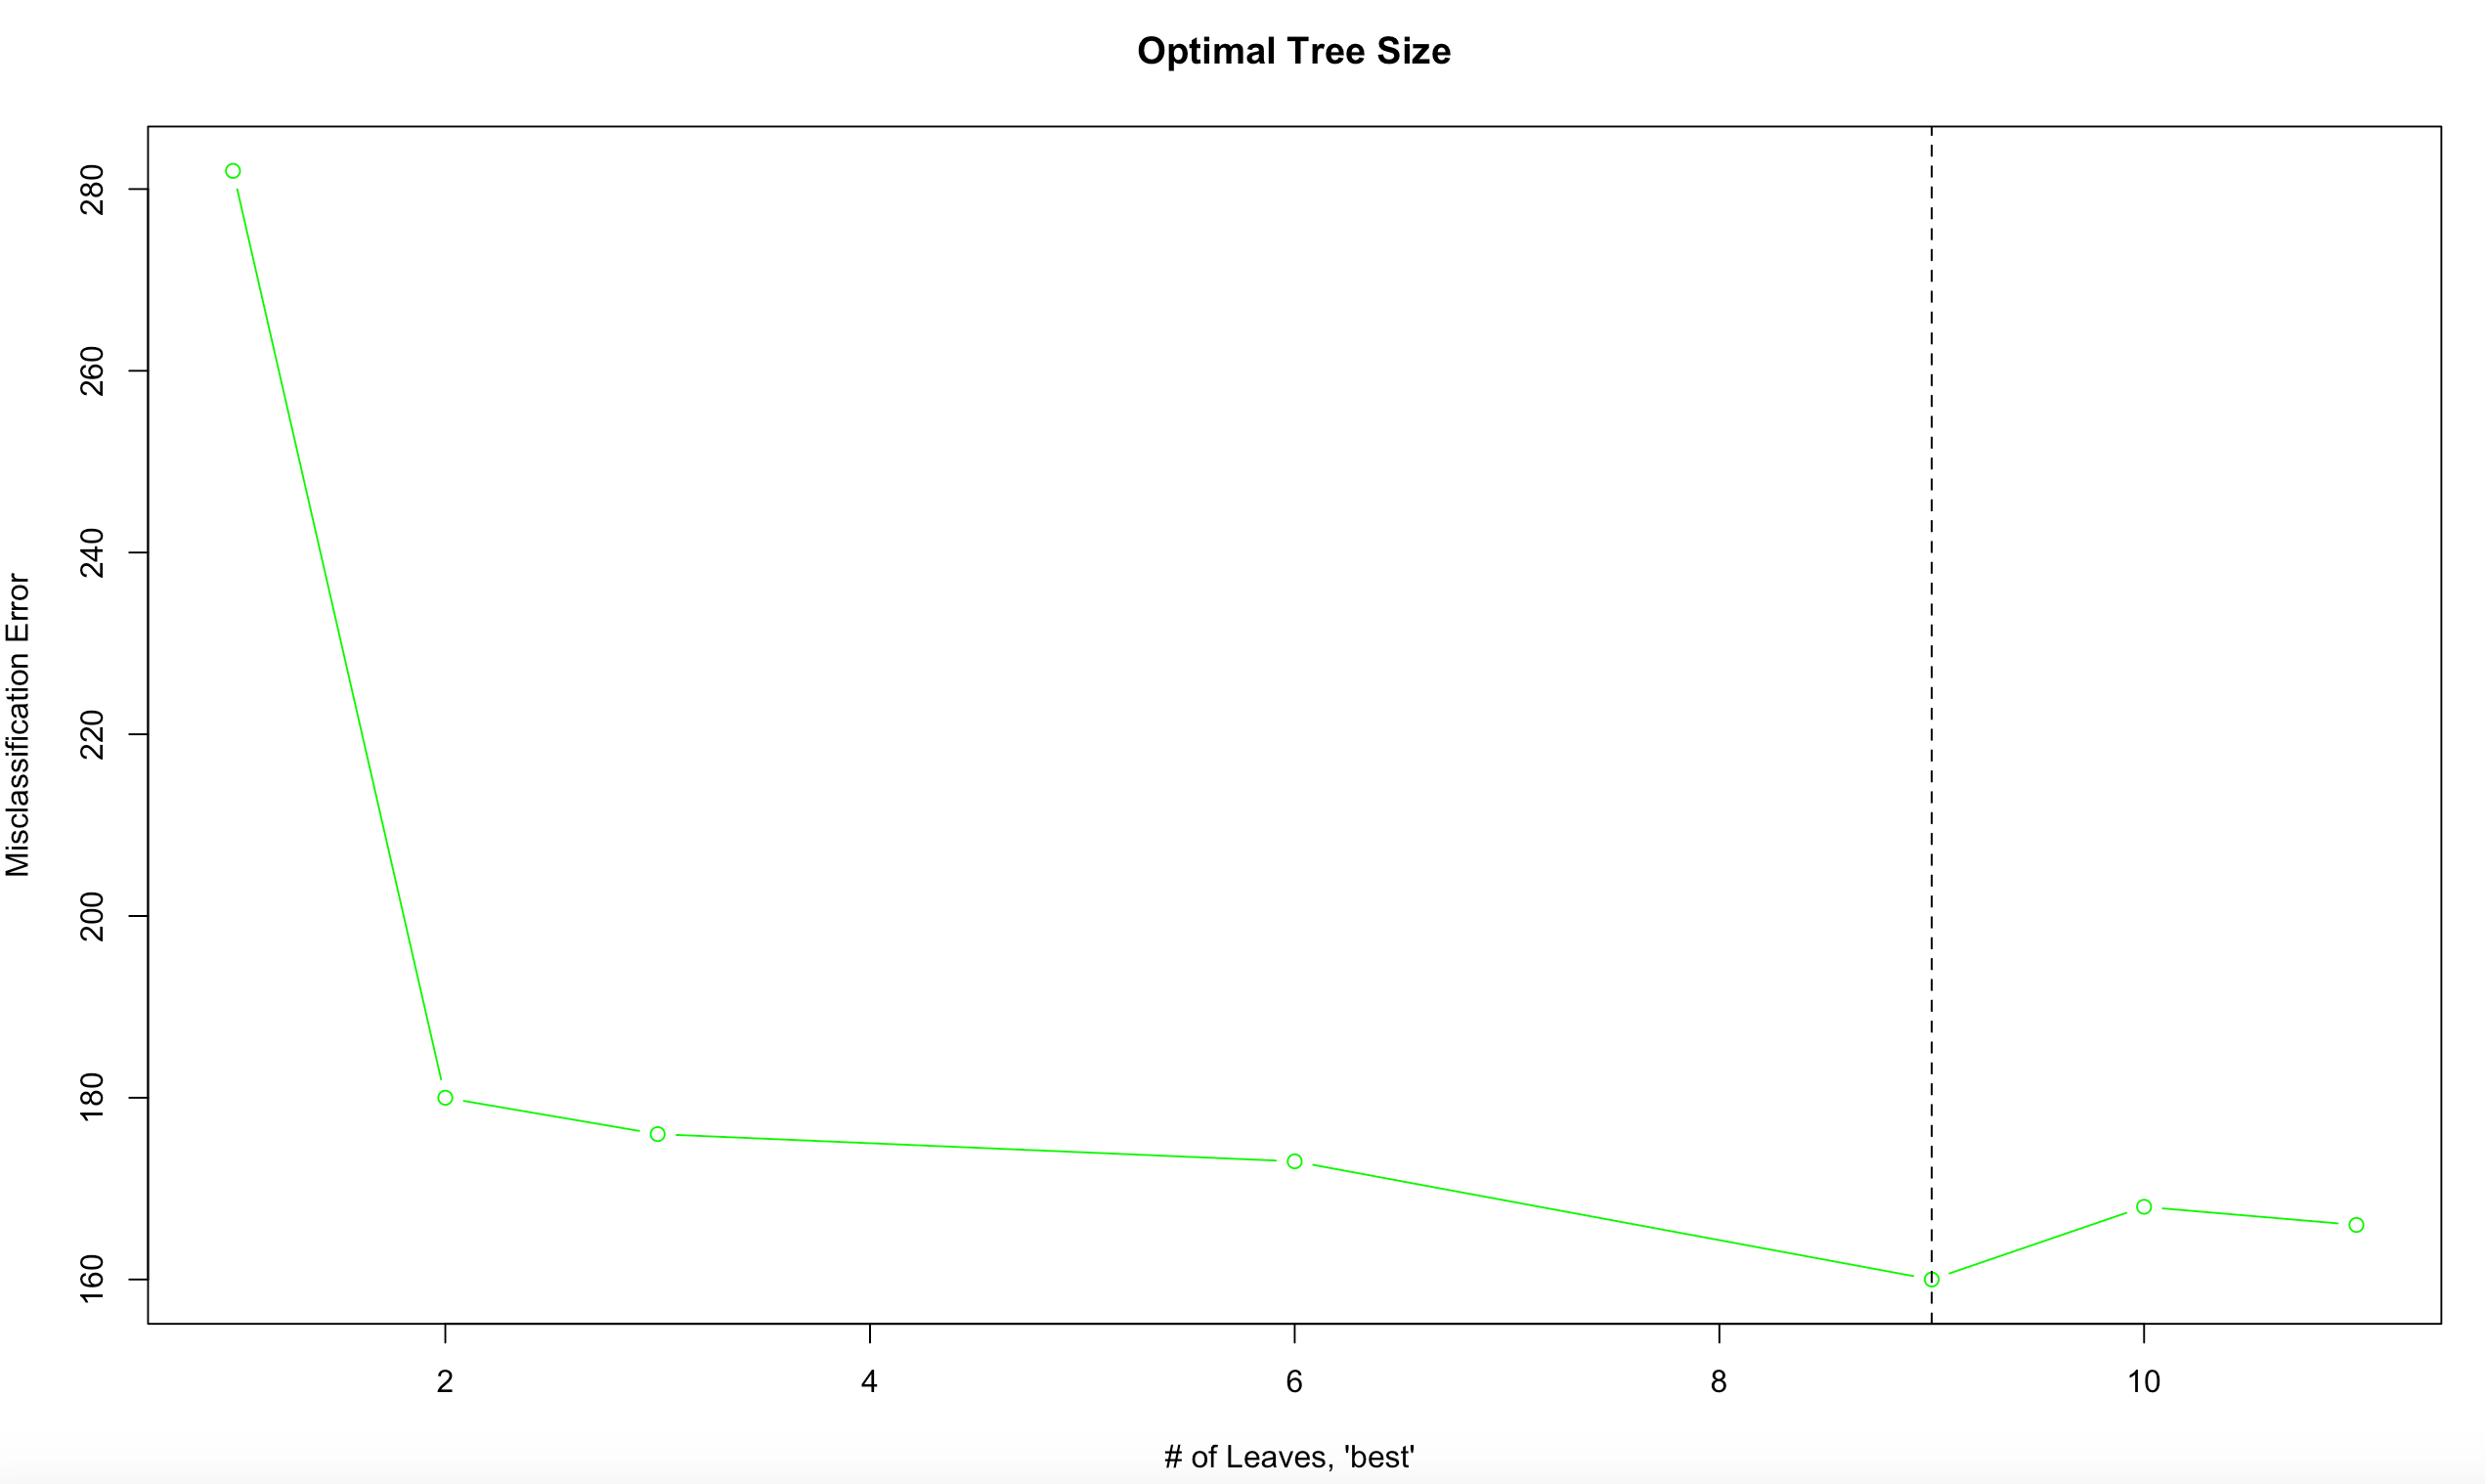 Optimal Tree Size
Misclassification Error
280
260
240
220
200
180
160
2 4 6 8 10
# of Leaves, 'best'